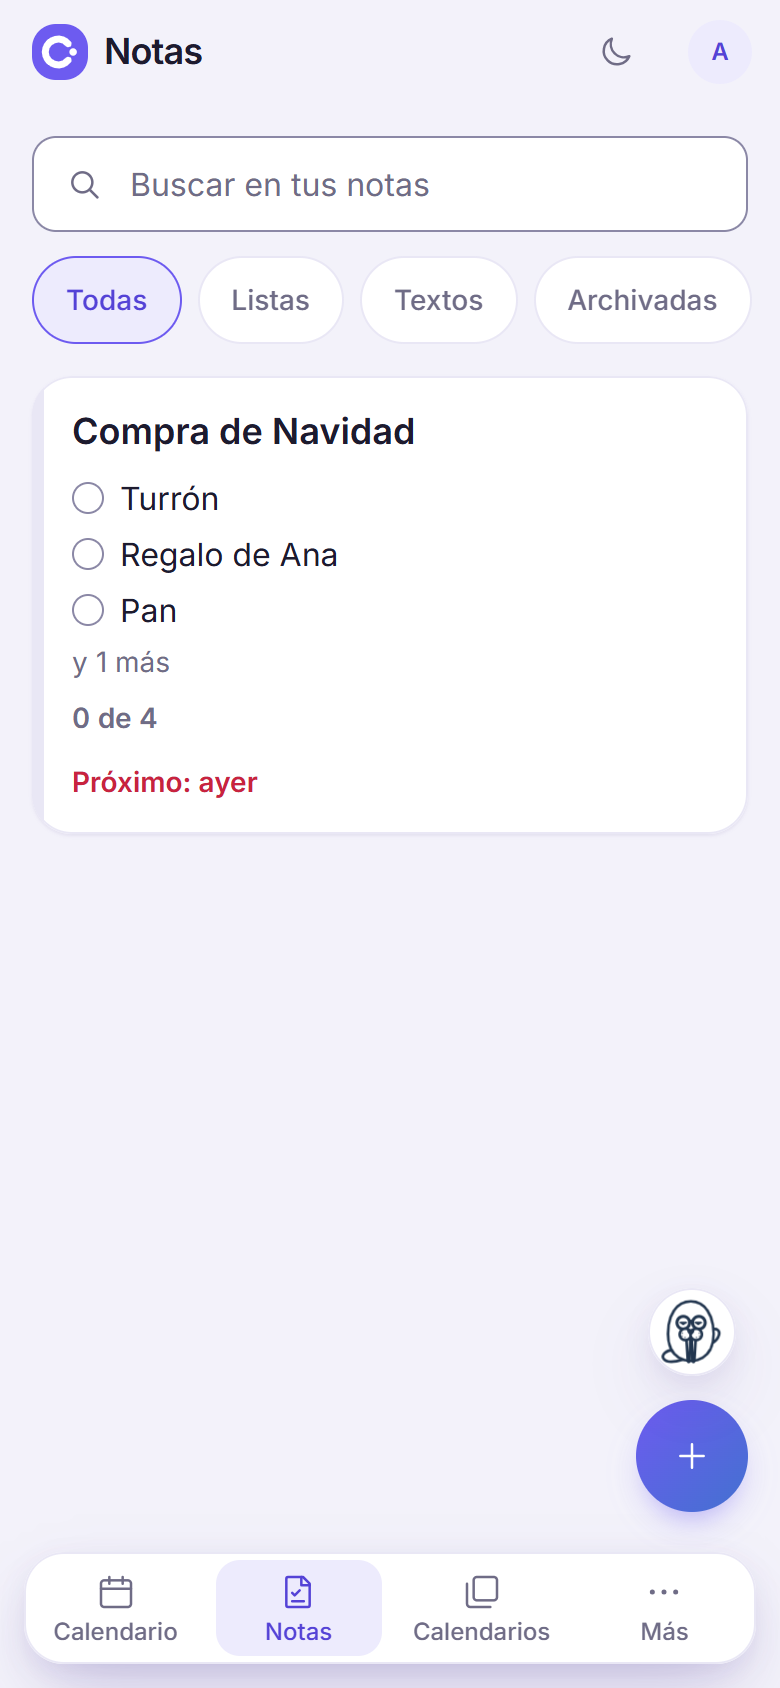 Notas
A
Buscar en tus notas
Todas
Listas
Textos
Archivadas
Compra de Navidad
Turrón
Regalo de Ana
Pan
y 1 más
0 de 4
Próximo: ayer
Calendario
Notas
Calendarios
Más